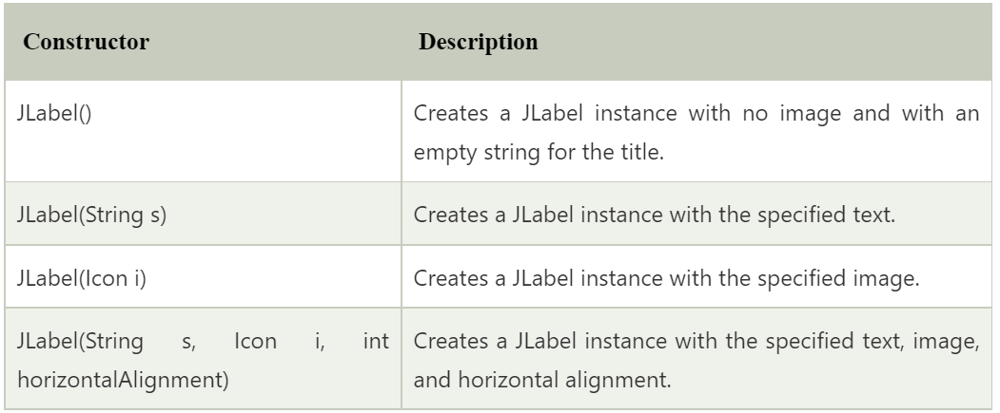 Constructor Description
JLabel() Creates a JLabel instance with no image and with an
empty string for the title.
JLabel(String s) Creates a JLabel instance with the specified text.
JLabel(Icon i) Creates a JLabel instance with the specified image.
JLabel(String s, Icon i, int Creates a JLabel instance with the specified text, image,
horizontalAlignment) and horizontal alignment.